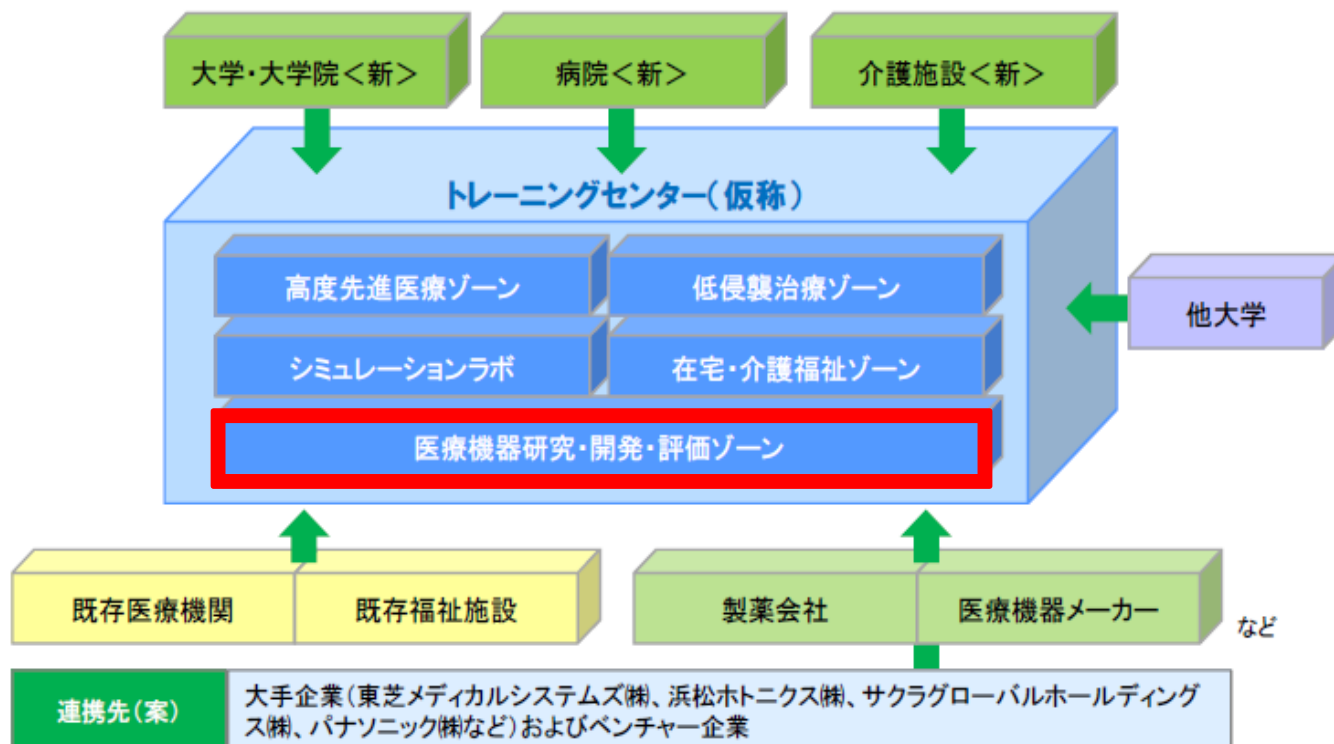 大学・大学院<新>
病院<新>
介護施設<新>
トレーニングセンター(仮称)
高度先進医療ゾーン
低侵襲治療ゾーン
シミュレーションラボ
在宅・介護福祉ゾーン
医療機器研究・開発・評価ゾーン
他大学
既存医療機関
既存福祉施設
製薬会社
医療機器メーカー
など
連携先(案)
大手企業(東芝メディカルシステムズ㈱、浜松ホトニクス㈱、サクラグローバルホールディング
ス㈱、パナソニック㈱など)およびベンチャー企業